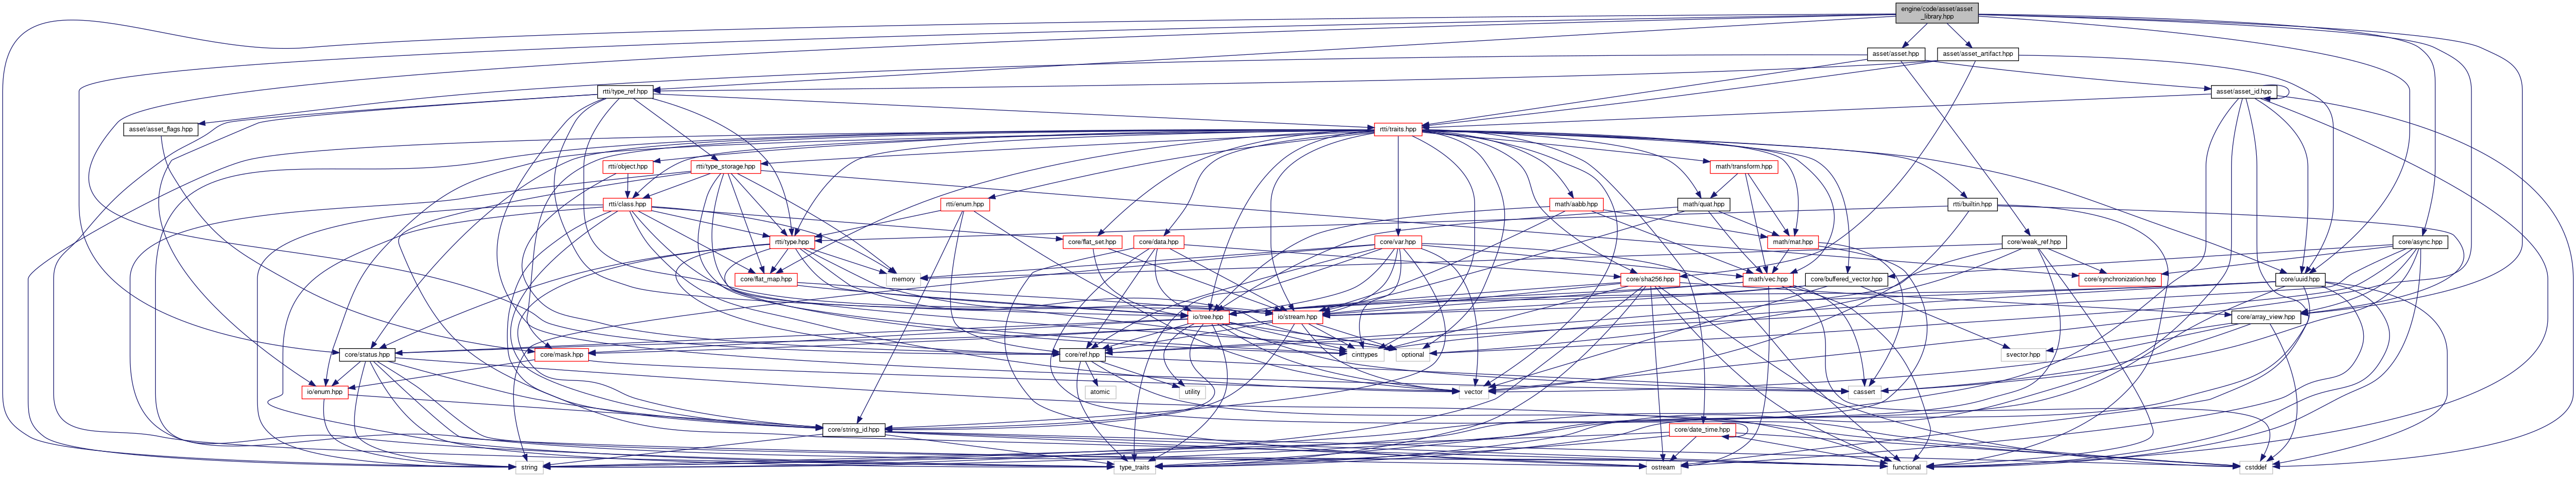 engine/code/asset/asset
_library.hpp
asset/asset.hpp
asset/asset_artifact.hpp
rtti/type_ref.hpp
asset/asset_id.hpp
asset/asset_flags.hpp
rtti/traits.hpp
rtti/object.hpp
rtti/type_storage.hpp
math/transform.hpp
rtti/class.hpp
rtti/enum.hpp
math/aabb.hpp
math/quat.hpp
rtti/builtin.hpp
rtti/type.hpp
core/flat_set.hpp
core/data.hpp
core/var.hpp
math/mat.hpp
core/weak_ref.hpp
core/async.hpp
core/flat_map.hpp
memory
core/sha256.hpp
math/vec.hpp
core/buffered_vector.hpp
core/synchronization.hpp
core/uuid.hpp
io/tree.hpp
io/stream.hpp
core/array_view.hpp
core/status.hpp
core/mask.hpp
core/ref.hpp
cinttypes
optional
svector.hpp
io/enum.hpp
atomic
utility
vector
cassert
core/string_id.hpp
core/date_time.hpp
string
type_traits
ostream
functional
cstddef